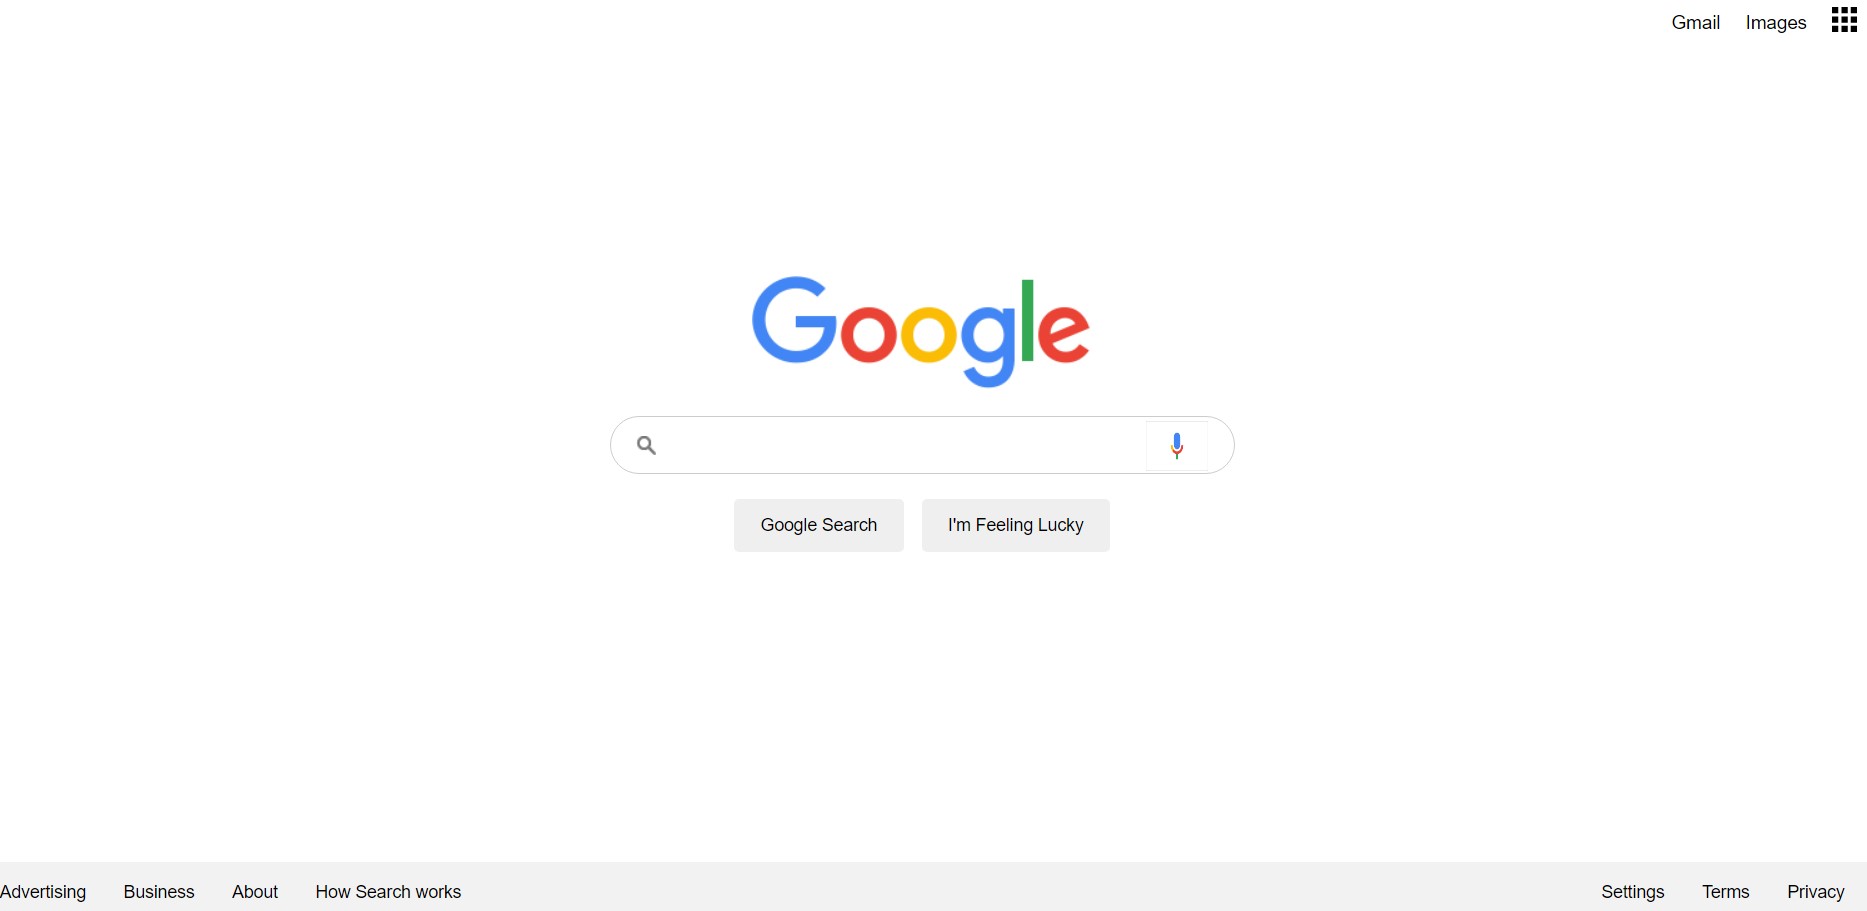 Gmail Images
Google
Google Search I'm Feeling Lucky
Advertising Business About How Search works Settings Terms Privacy